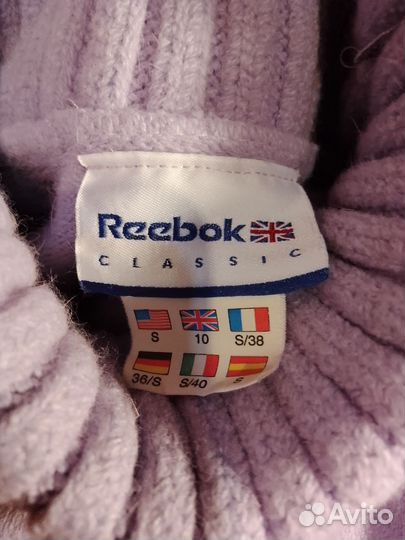 Reebok
CLASSIC
S 10 S/38
36/S S/40 S
Avito